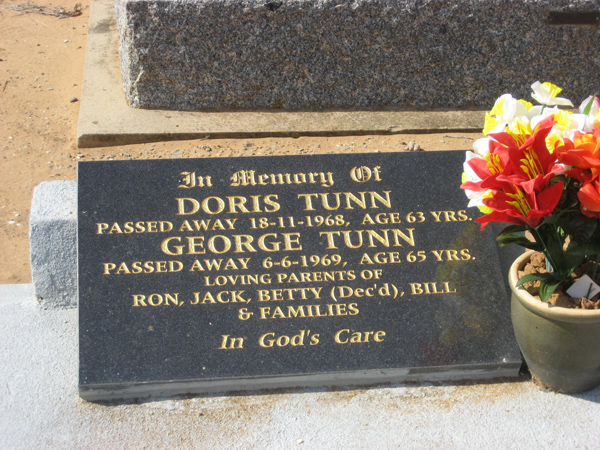 In Memory Of
DORIS TUNN
PASSED AWAY 18-11-1968, AGE 63 YRS.
GEORGE TUNN
PASSED AWAY 6-6-1969, AGE 65 YRS.
LOVING PARENTS OF
RON, JACK, BETTY (Dec'd), BILL
& FAMILIES
In God's Care